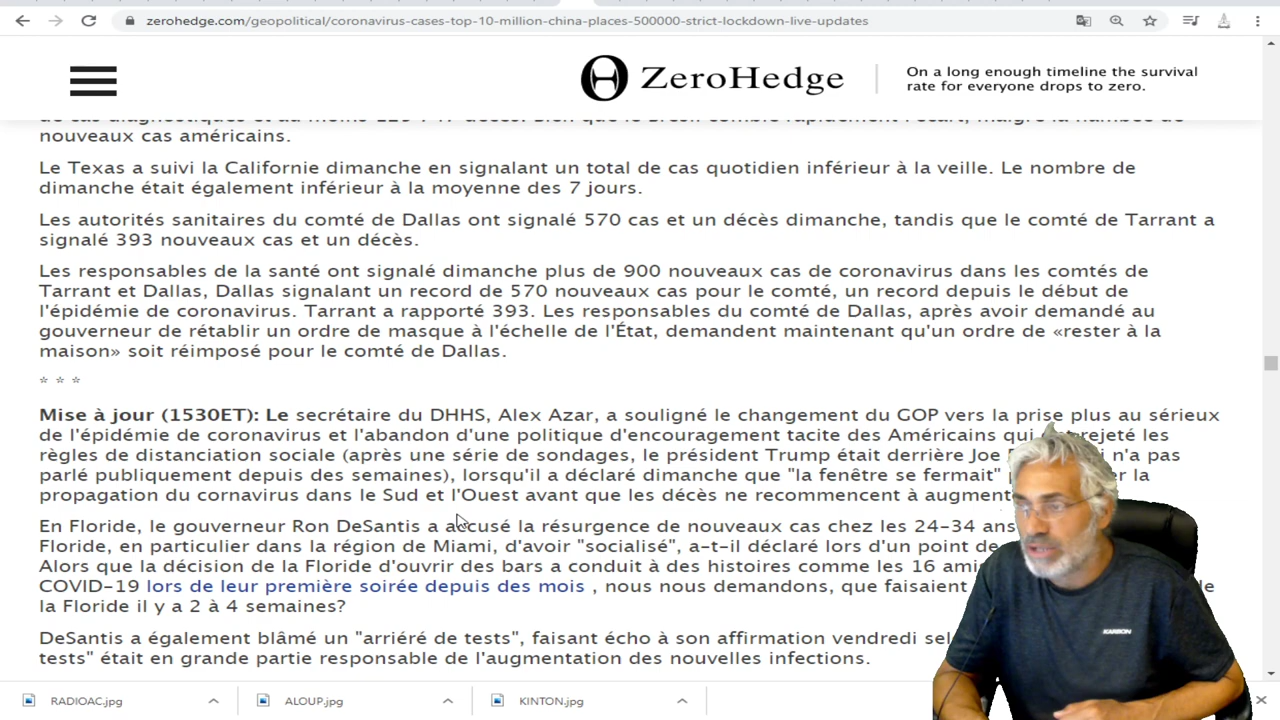 zerohedge.com/geopolitical/coronavirus-cases-top-10-million-china-places-500000-strict-lockdown-live-updates
ZeroHedge
On a long enough timeline the survival
rate for everyone drops to zero.
nouveaux cas américains.
Le Texas a suivi la Californie dimanche en signalant un total de cas quotidien inférieur à la veille. Le nombre de
dimanche était également inférieur à la moyenne des 7 jours.
Les autorités sanitaires du comté de Dallas ont signalé 570 cas et un décès dimanche, tandis que le comté de Tarrant a
signalé 393 nouveaux cas et un décès.
Les responsables de la santé ont signalé dimanche plus de 900 nouveaux cas de coronavirus dans les comtés de
Tarrant et Dallas, Dallas signalant un record de 570 nouveaux cas pour le comté, un record depuis le début de
l'épidémie de coronavirus. Tarrant a rapporté 393. Les responsables du comté de Dallas, après avoir demandé au
gouverneur de rétablir un ordre de masque à l'échelle de l'État, demandent maintenant qu'un ordre de «rester à la
maison» soit réimposé pour le comté de Dallas.
* * *
Mise à jour (1530ET): Le secrétaire du DHHS, Alex Azar, a souligné le changement du GOP vers la prise plus au sérieux
de l'épidémie de coronavirus et l'abandon d'une politique d'encouragement tacite des Américains qui rejeté les
règles de distanciation sociale (après une série de sondages, le président Trump était derrière Joe n'a pas
parlé publiquement depuis des semaines), lorsqu'il a déclaré dimanche que "la fenêtre se fermait" la
propagation du cornavirus dans le Sud et l'Ouest avant que les décès ne recommencent à
En Floride, le gouverneur Ron DeSantis a accusé la résurgence de nouveaux cas chez les 24-34 ans
Floride, en particulier dans la région de Miami, d'avoir "socialisé", a-t-il déclaré lors d'un point de
Alors que la décision de la Floride d'ouvrir des bars a conduit à des histoires comme les 16
COVID-19 lors de leur première soirée depuis des mois , nous nous demandons, que faisaient de
la Floride il y a 2 à 4 semaines?
DeSantis a également blâmé un "arriéré de tests", faisant écho à son affirmation vendredi
tests" était en grande partie responsable de l'augmentation des nouvelles infections.
KARBON
RADIOAC.jpg
ALOUP.jpg
KINTON.jpg